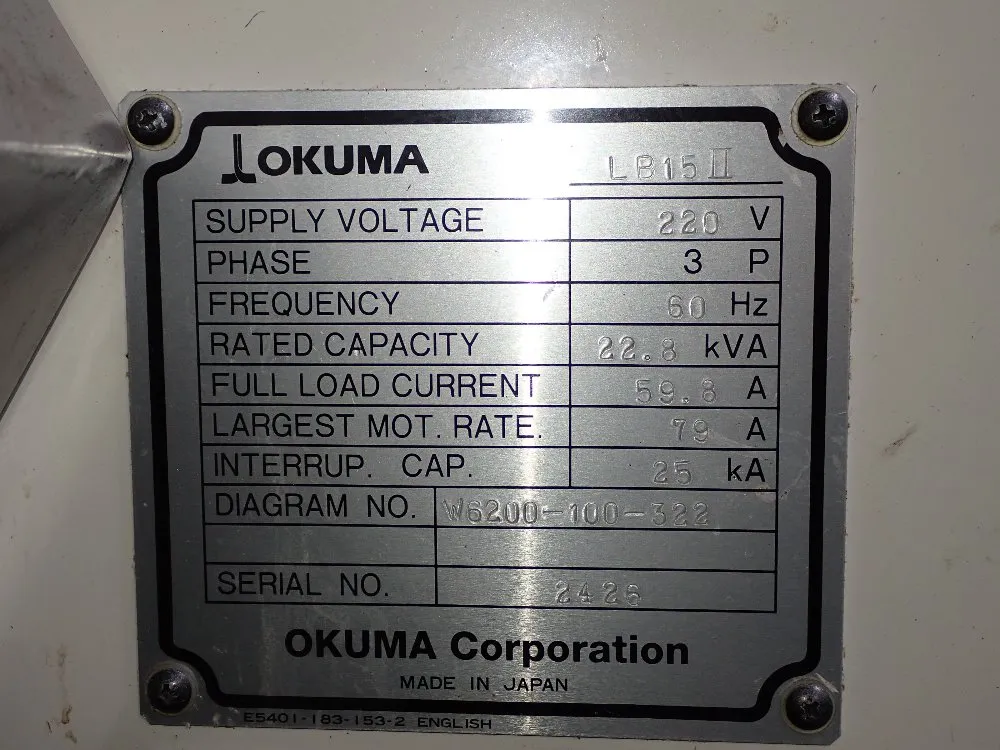 OKUMA LB15 II
SUPPLY VOLTAGE 220 V
PHASE 3 P
FREQUENCY 60 Hz
RATED CAPACITY 22.8 kVA
FULL LOAD CURRENT 59.8 A
LARGEST MOT. RATE. 79 A
INTERRUP. CAP. 25 kA
DIAGRAM NO. W6200-100-322
SERIAL NO. 2426
OKUMA Corporation
MADE IN JAPAN
E5401-183-153-2 ENGLISH